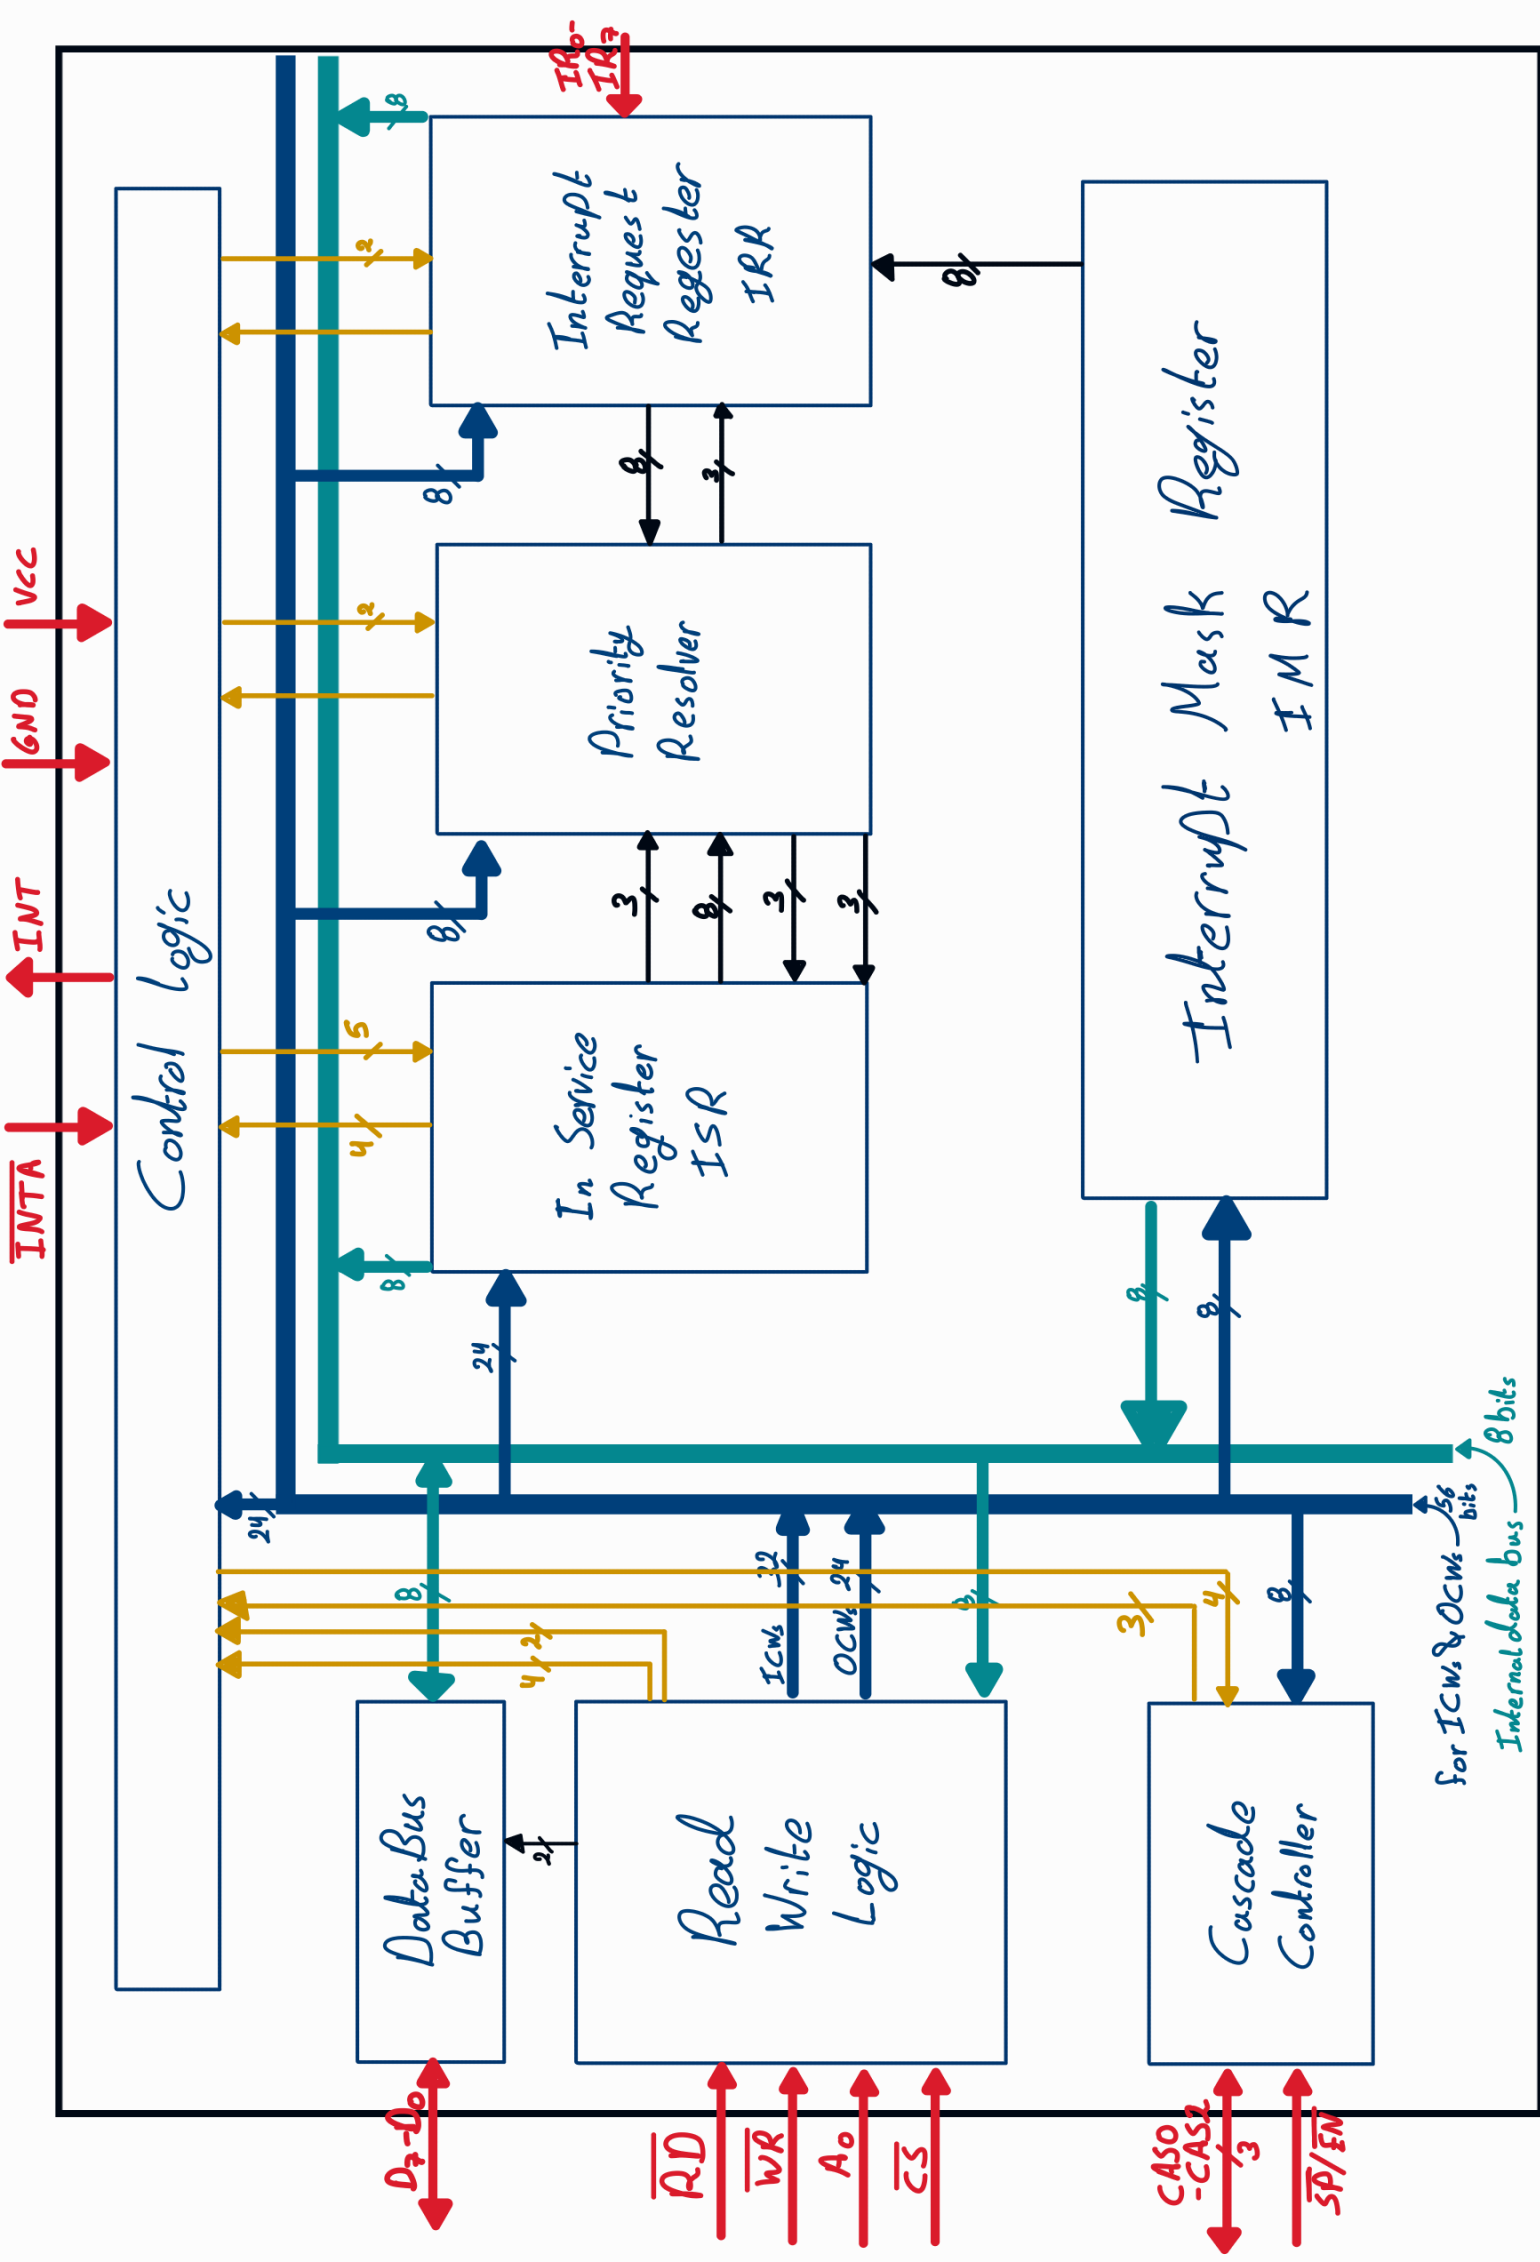 INTA
INT
GND
VCC
Control Logic
24
4
5
2
2
8
8
D7-D0
8
8
8
Data Bus
Buffer
24
4
2
2
In Service
Register
ISR
Priority
Resolver
Interrupt
Request
Regester
IRR
IR0-
IR7
3
8
3
3
8
3
RD
WR
A0
CS
Read
Write
Logic
ICWs 32
OCWs 24
8
8
CAS0
-CAS2
3
SP/EN
Cascade
Controller
3
4
8
8
8
Interrupt Mask Register
IMR
for ICWs & OCWs
56
bits
Internal data bus
8 bits